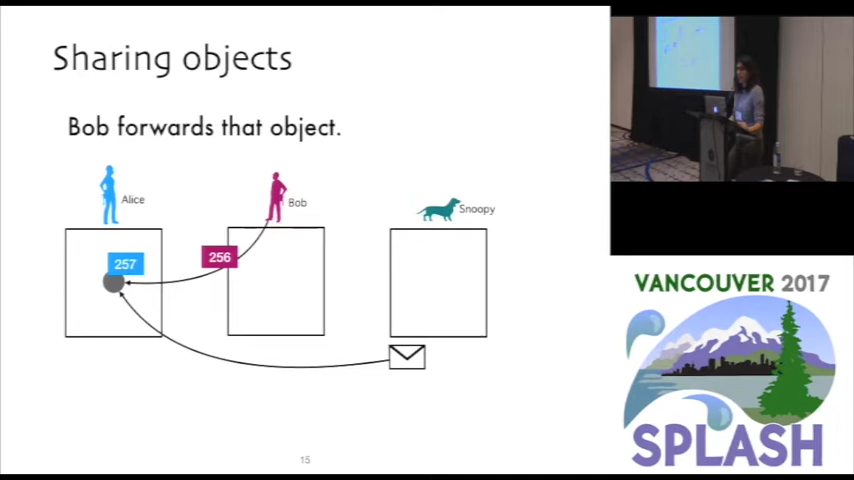 Sharing objects
Bob forwards that object.
Alice
Bob
Snoopy
257
256
15
VANCOUVER 2017
SPLASH